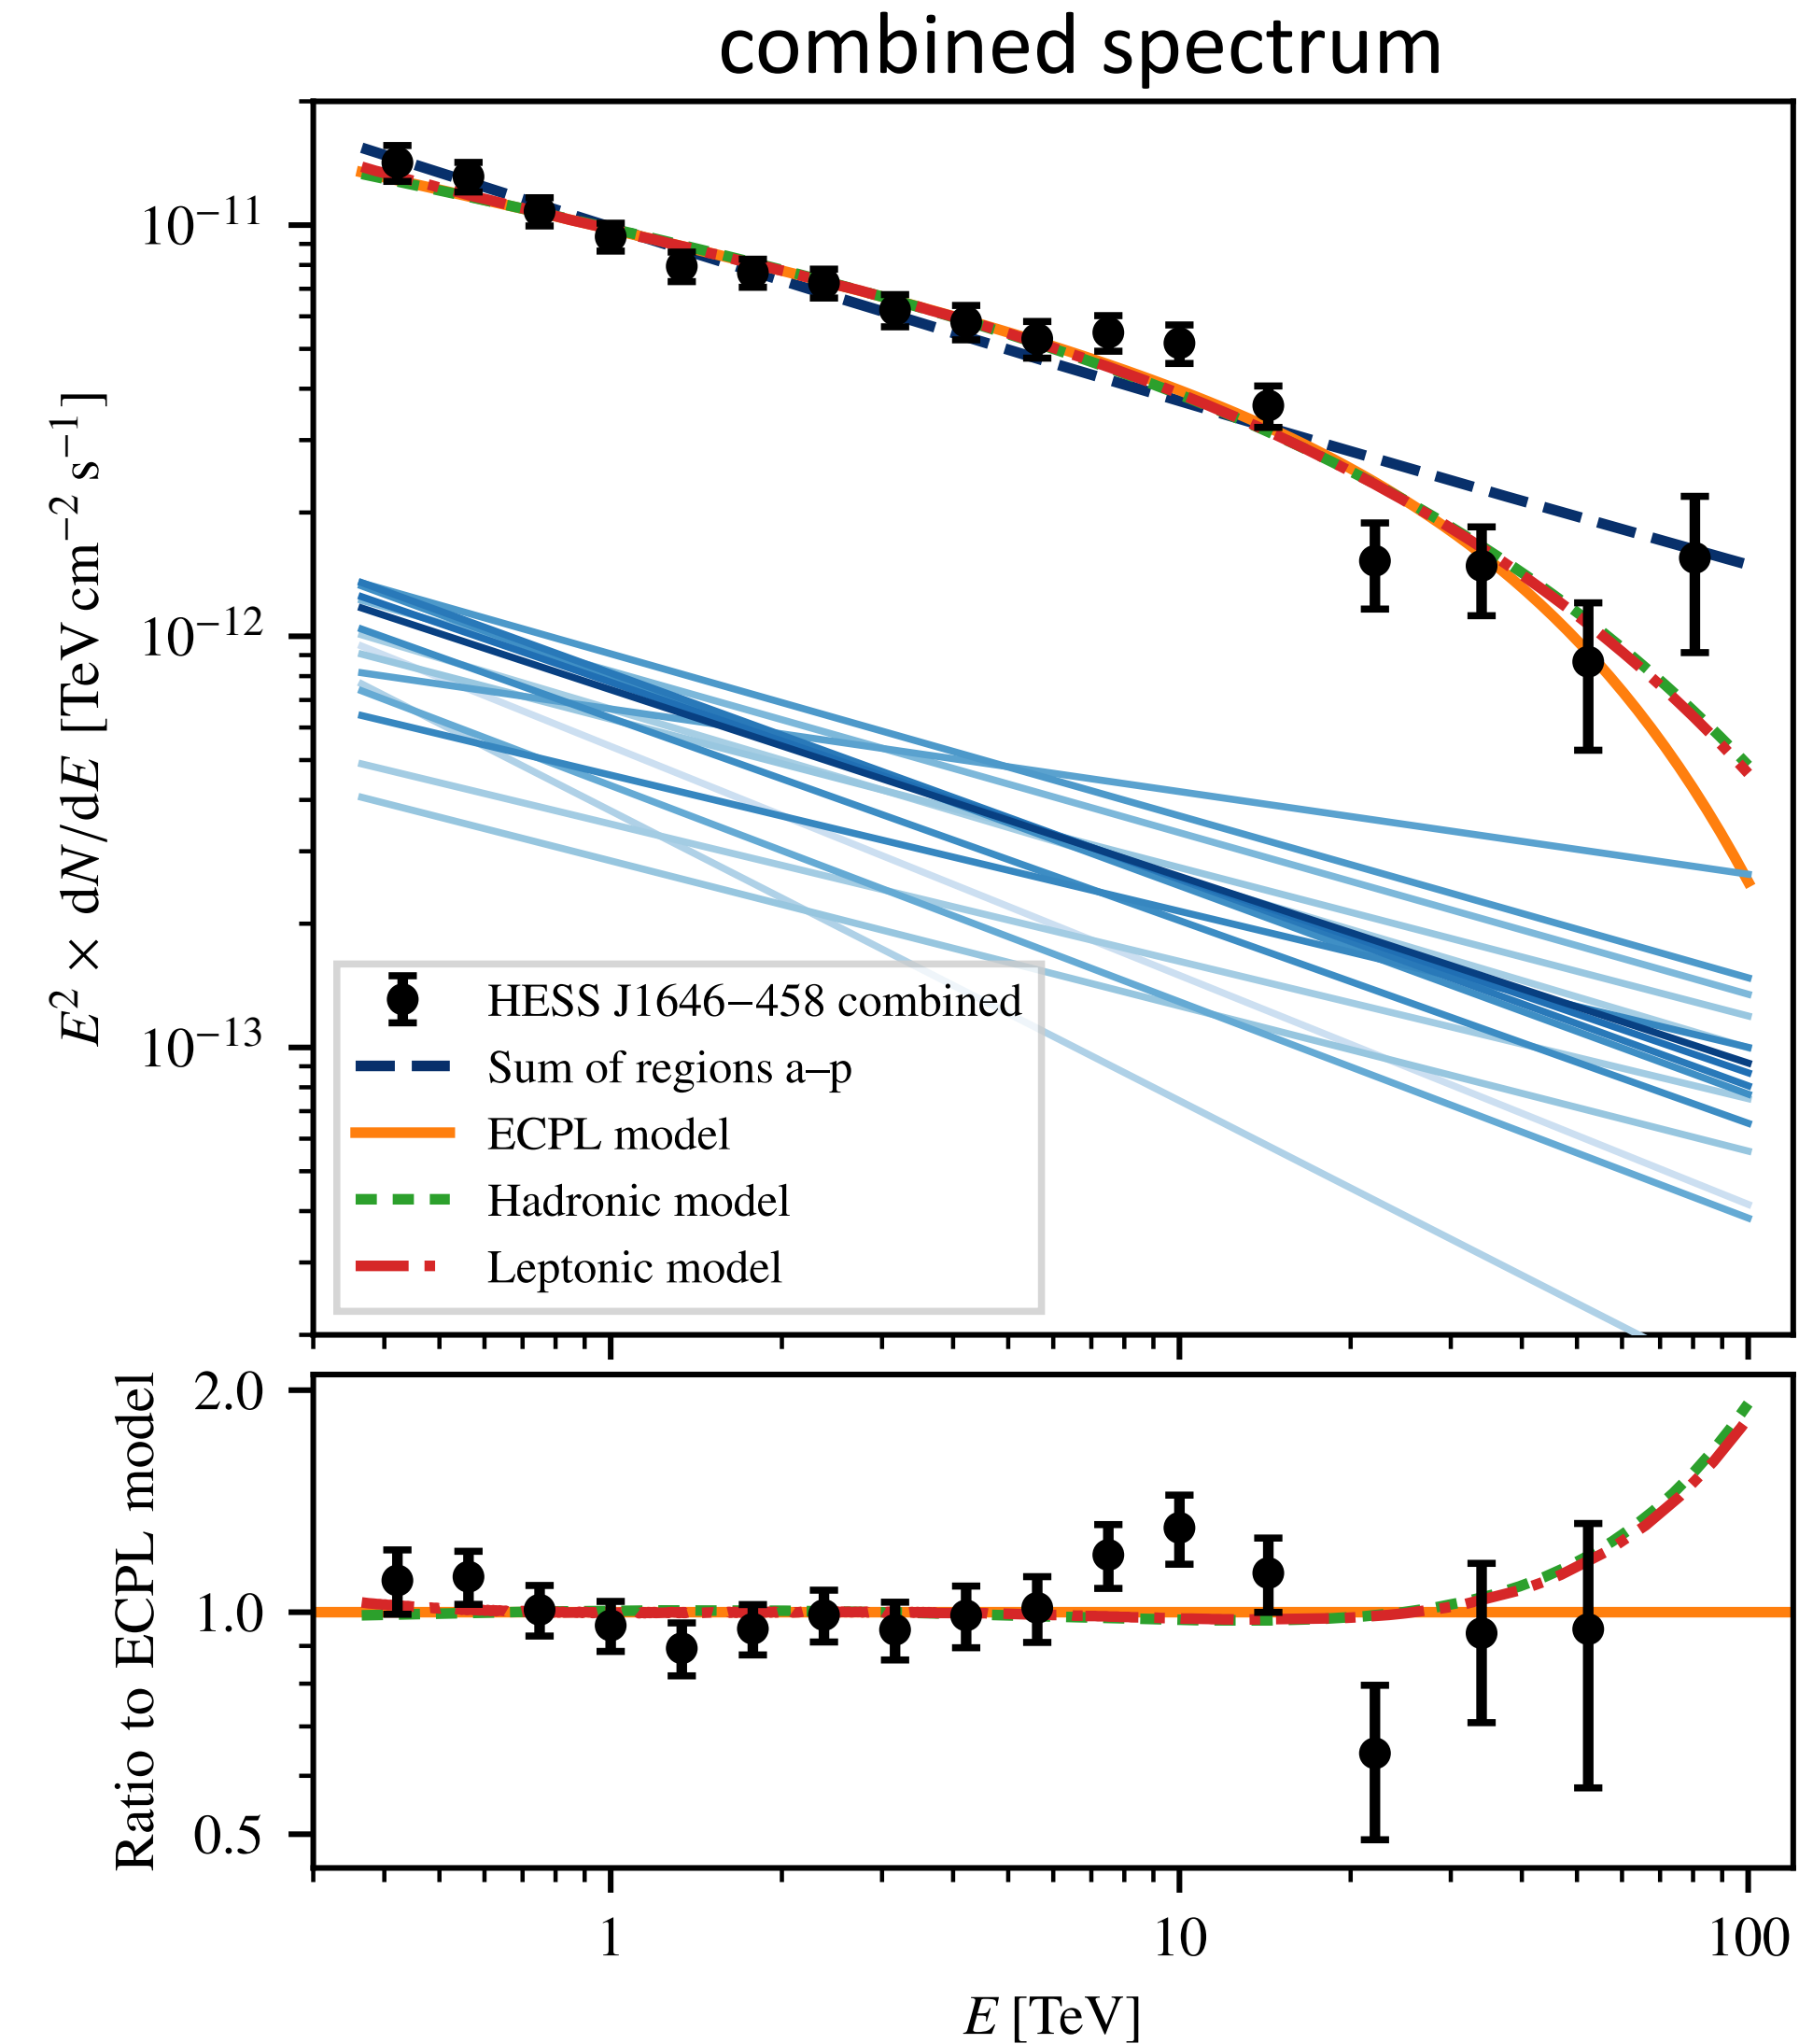 combined spectrum
E² × dN/dE [TeV cm⁻² s⁻¹]
10⁻¹¹
10⁻¹²
10⁻¹³
HESS J1646−458 combined
Sum of regions a–p
ECPL model
Hadronic model
Leptonic model
Ratio to ECPL model
2.0
1.0
0.5
1 10 100
E [TeV]